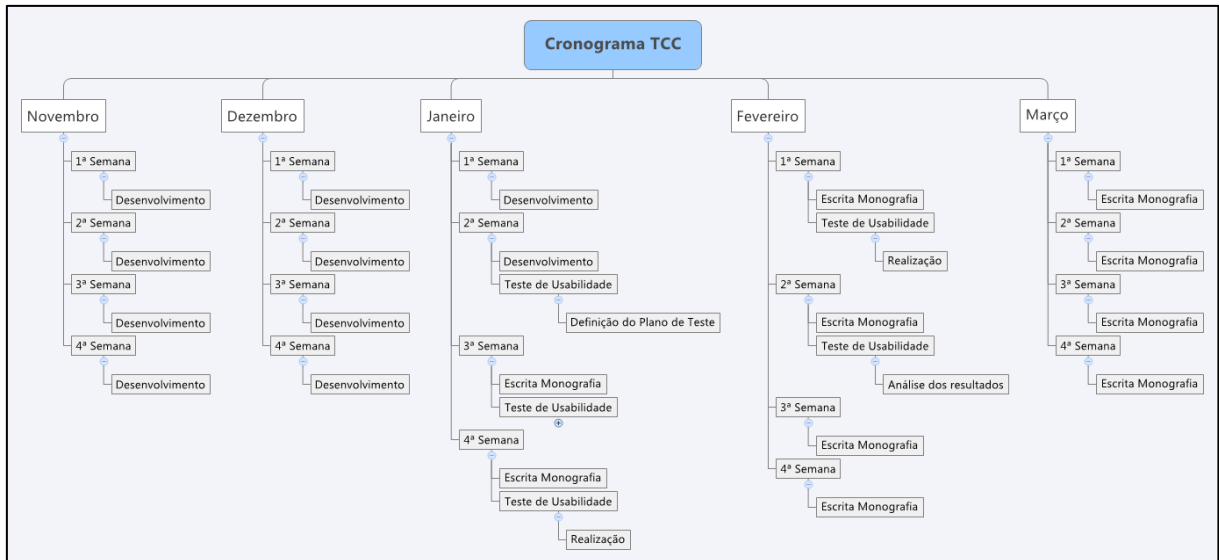 Cronograma TCC
Novembro
1ª Semana
Desenvolvimento
2ª Semana
Desenvolvimento
3ª Semana
Desenvolvimento
4ª Semana
Desenvolvimento
Dezembro
1ª Semana
Desenvolvimento
2ª Semana
Desenvolvimento
3ª Semana
Desenvolvimento
4ª Semana
Desenvolvimento
Janeiro
1ª Semana
Desenvolvimento
2ª Semana
Desenvolvimento
Teste de Usabilidade
Definição do Plano de Teste
3ª Semana
Escrita Monografia
Teste de Usabilidade
4ª Semana
Escrita Monografia
Teste de Usabilidade
Realização
Fevereiro
1ª Semana
Escrita Monografia
Teste de Usabilidade
Realização
2ª Semana
Escrita Monografia
Teste de Usabilidade
Análise dos resultados
3ª Semana
Escrita Monografia
4ª Semana
Escrita Monografia
Março
1ª Semana
Escrita Monografia
2ª Semana
Escrita Monografia
3ª Semana
Escrita Monografia
4ª Semana
Escrita Monografia